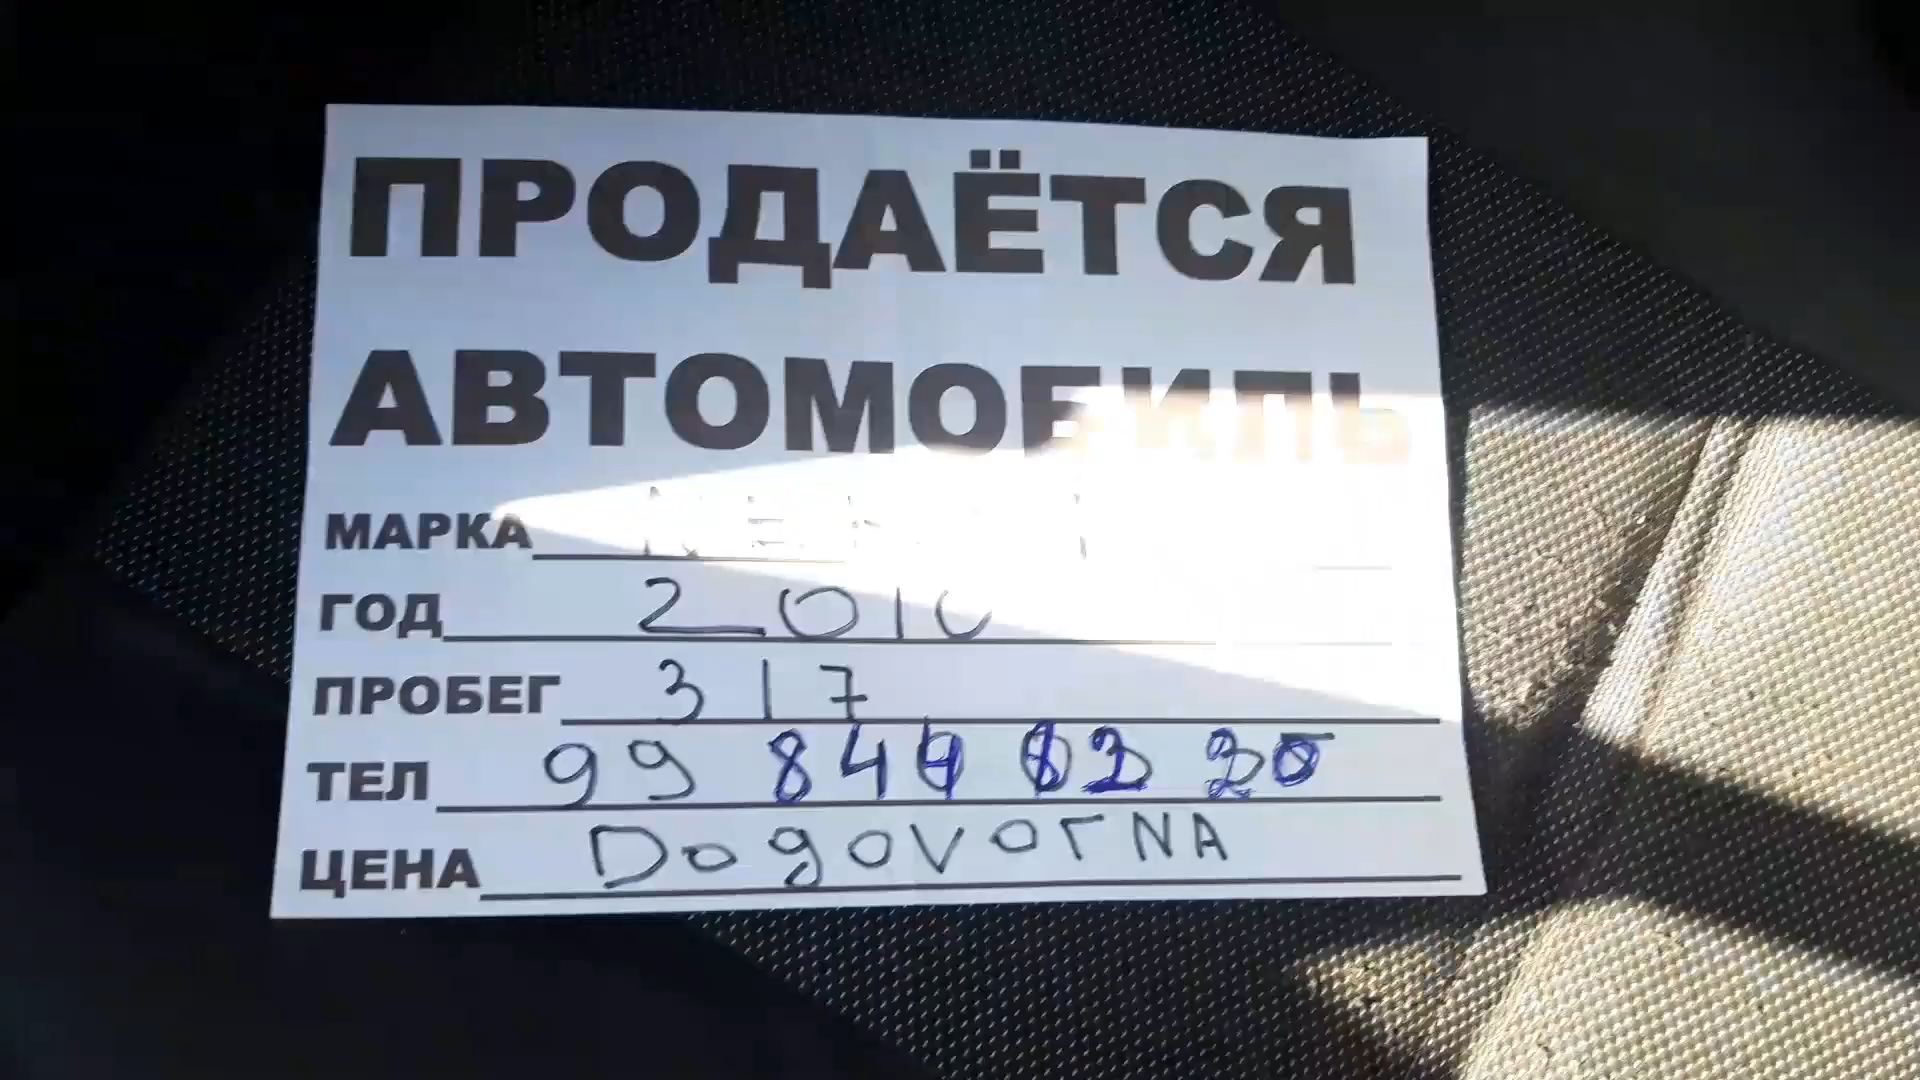 ПРОДАЁТСЯ
АВТОМОБИЛЬ
МАРКА
ГОД 2010
ПРОБЕГ 317
ТЕЛ 99 84
ЦЕНА DogovorNA